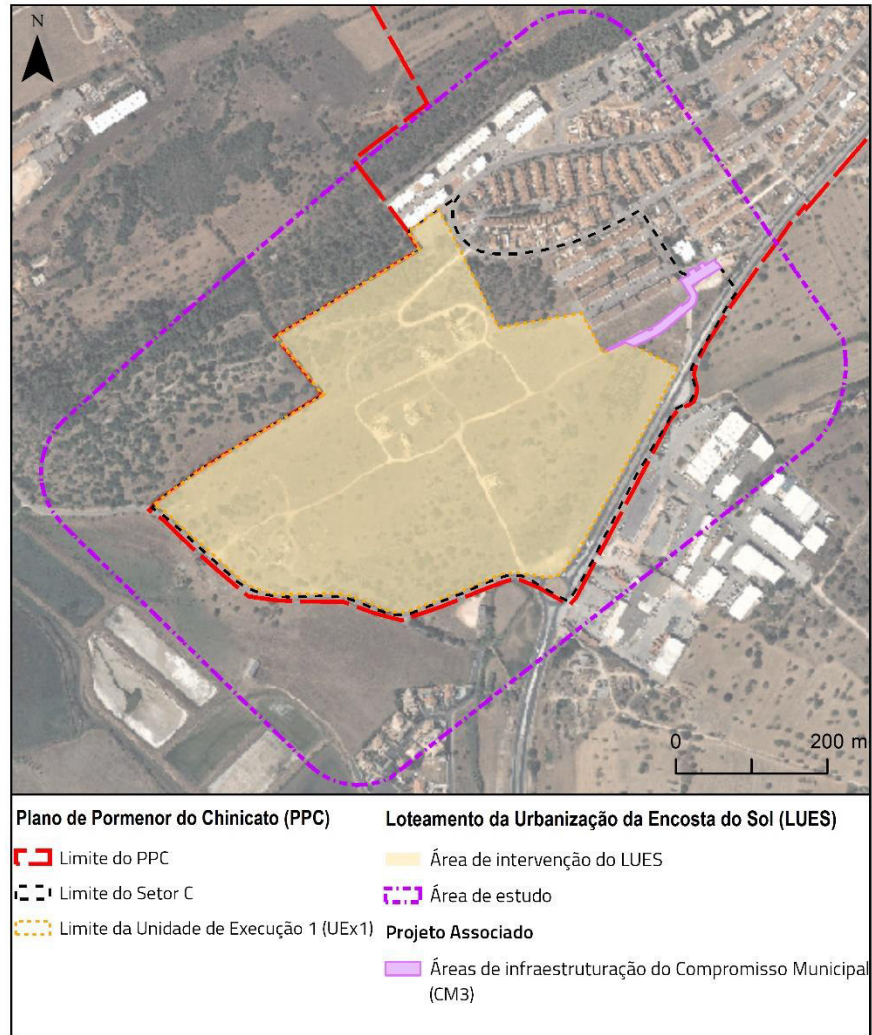 N
0 200 m
Plano de Pormenor do Chinicato (PPC)
Limite do PPC
Limite do Setor C
Limite da Unidade de Execução 1 (UEx1)
Loteamento da Urbanização da Encosta do Sol (LUES)
Área de intervenção do LUES
Área de estudo
Projeto Associado
Áreas de infraestruturação do Compromisso Municipal
(CM3)